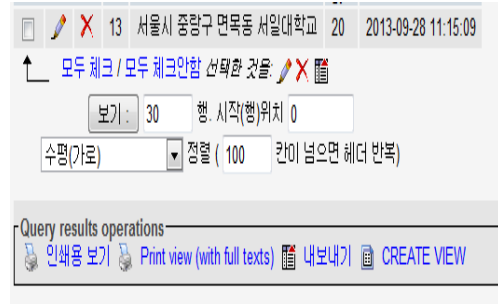 13 서울시 중랑구 면목동 서일대학교 20 2013-09-28 11:15:09
모두 체크 / 모두 체크안함 선택한 것을:
보기 : 30 행. 시작(행)위치 0
수평(가로) 정렬 ( 100 칸이 넘으면 헤더 반복)
Query results operations
인쇄용 보기 Print view (with full texts) 내보내기 CREATE VIEW